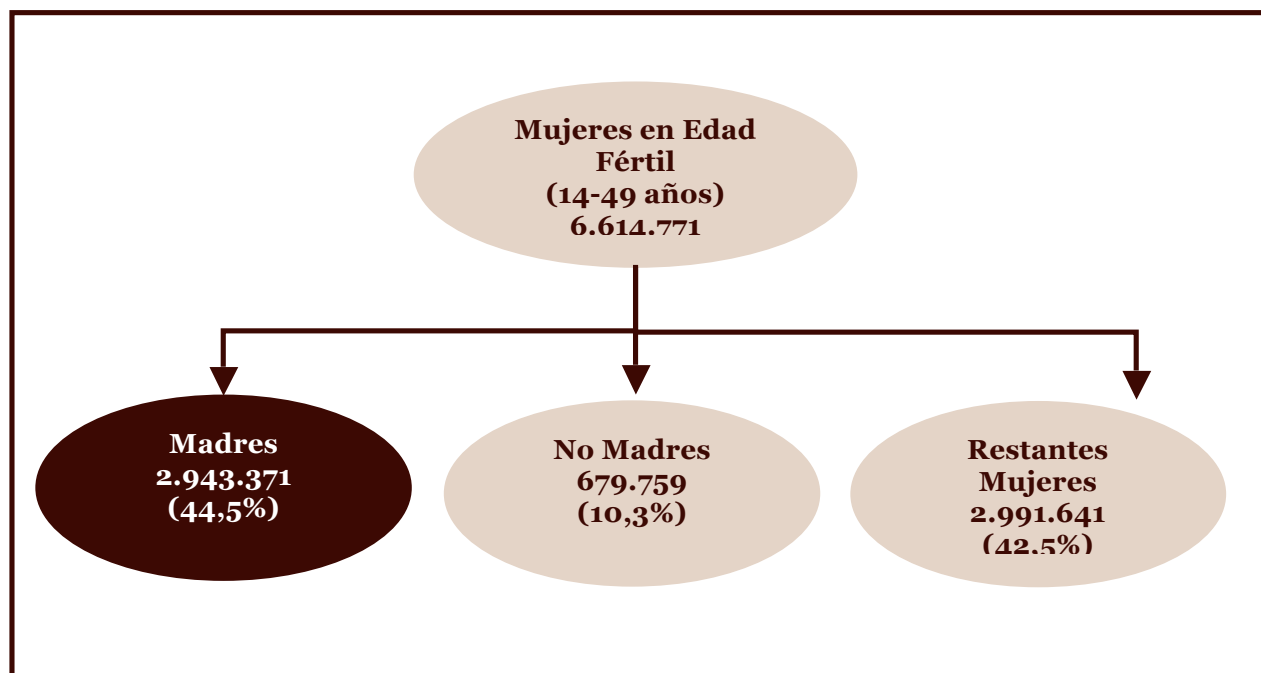 Mujeres en Edad
Fértil
(14-49 años)
6.614.771
Madres
2.943.371
(44,5%)
No Madres
679.759
(10,3%)
Restantes
Mujeres
2.991.641
(42,5%)